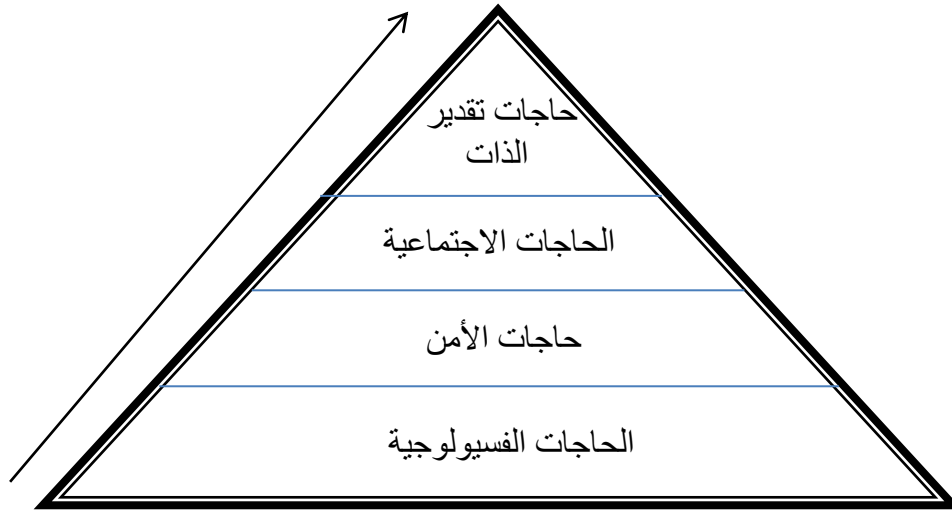 حاجات تقدير
الذات
الحاجات الاجتماعية
حاجات الأمن
الحاجات الفسيولوجية